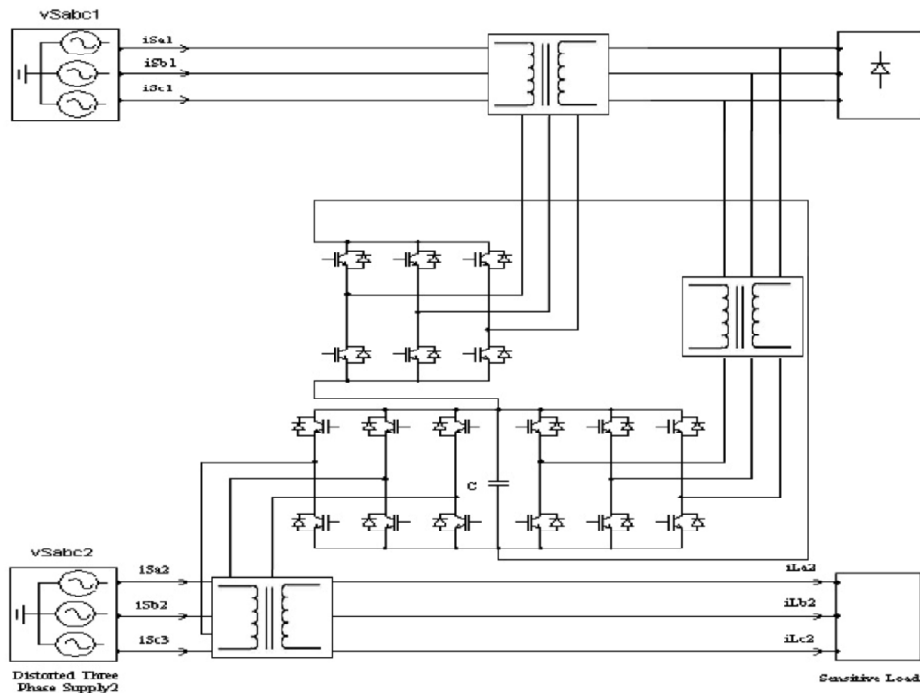 vSabc1
iSa1
iSb1
iSc1
C
vSabc2
iSa2
iSb2
iSc3
iLa2
iLb2
iLc2
Distorted Three
Phase Supply2
Sensitive Load